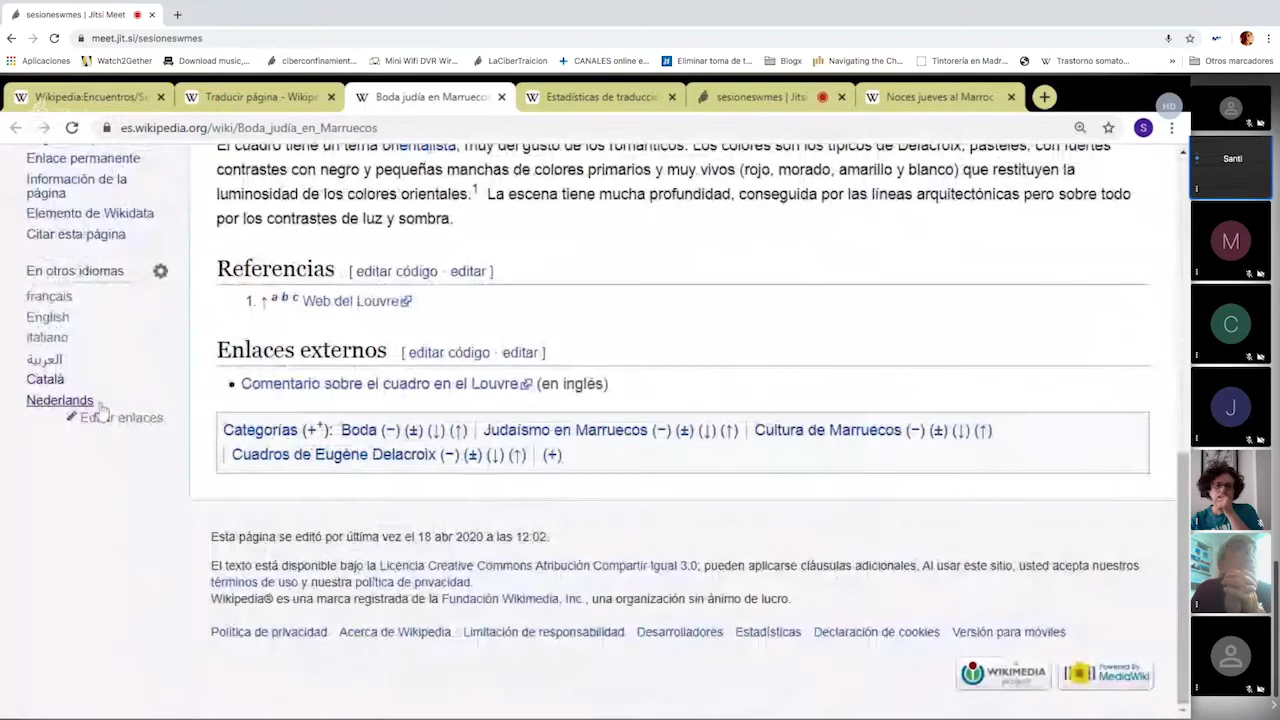 sesioneswmes | Jitsi Meet
meet.jit.si/sesioneswmes
Aplicaciones Watch2Gether Download music,... ciberconfinamient... Mini Wifi DVR Wir... LaCiberTraicion CANALES online e... Eliminar toma de t... Blogx Navigating the Ch... Tintorería en Madr... Trastorno somato... » Otros marcadores
Wikipedia:Encuentros/Se Traducir página - Wikipe Boda judía en Marrueco Estadísticas de traducci sesioneswmes | Jitsi Noces jueves al Marroc
HD
es.wikipedia.org/wiki/Boda_judía_en_Marruecos
S
El cuadro tiene un tema orientalista, muy del gusto de los románticos. Los colores son los típicos de Delacroix, pasteles, con fuertes
contrastes con negro y pequeñas manchas de colores primarios y muy vivos (rojo, morado, amarillo y blanco) que restituyen la
luminosidad de los colores orientales.1 La escena tiene mucha profundidad, conseguida por las líneas arquitectónicas pero sobre todo
por los contrastes de luz y sombra.
Enlace permanente
Información de la
página
Elemento de Wikidata
Citar esta página
En otros idiomas
français
English
italiano
العربية
Català
Nederlands
Editar enlaces
Referencias [ editar código · editar ]
1. ↑ a b c Web del Louvre
Enlaces externos [ editar código · editar ]
• Comentario sobre el cuadro en el Louvre (en inglés)
Categorías (++): Boda (−) (±) (↓) (↑) | Judaísmo en Marruecos (−) (±) (↓) (↑) | Cultura de Marruecos (−) (±) (↓) (↑)
| Cuadros de Eugène Delacroix (−) (±) (↓) (↑) | (+)
Esta página se editó por última vez el 18 abr 2020 a las 12:02.
El texto está disponible bajo la Licencia Creative Commons Atribución Compartir Igual 3.0; pueden aplicarse cláusulas adicionales. Al usar este sitio, usted acepta nuestros
términos de uso y nuestra política de privacidad.
Wikipedia® es una marca registrada de la Fundación Wikimedia, Inc., una organización sin ánimo de lucro.
Política de privacidad Acerca de Wikipedia Limitación de responsabilidad Desarrolladores Estadísticas Declaración de cookies Versión para móviles
WIKIMEDIA
project
Powered By
MediaWiki
Santi
M
C
J